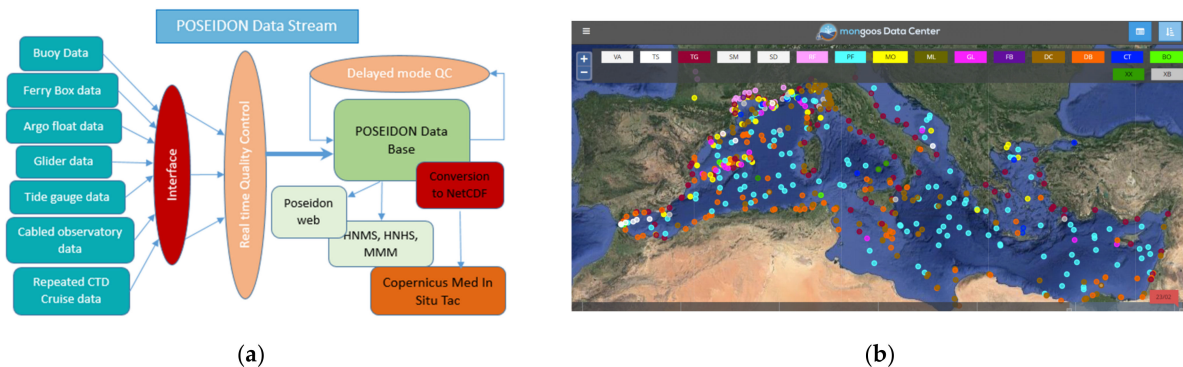 POSEIDON Data Stream
Buoy Data
Ferry Box data
Argo float data
Glider data
Tide gauge data
Cabled observatory
data
Repeated CTD
Cruise data
Interface
Real time Quality Control
Delayed mode QC
POSEIDON Data
Base
Conversion
to NetCDF
Poseidon
web
HNMS, HNHS,
MMM
Copernicus Med In
Situ Tac
(a)
mongoos Data Center
+
−
VA TS TG SM SD RF PF MO ML GL FB DC DB CT BO
XX XB
23/02
(b)